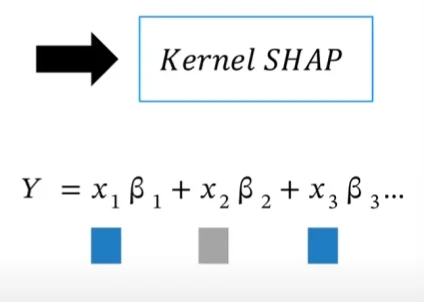 Kernel SHAP
Y = x₁ β₁ + x₂ β₂ + x₃ β₃...